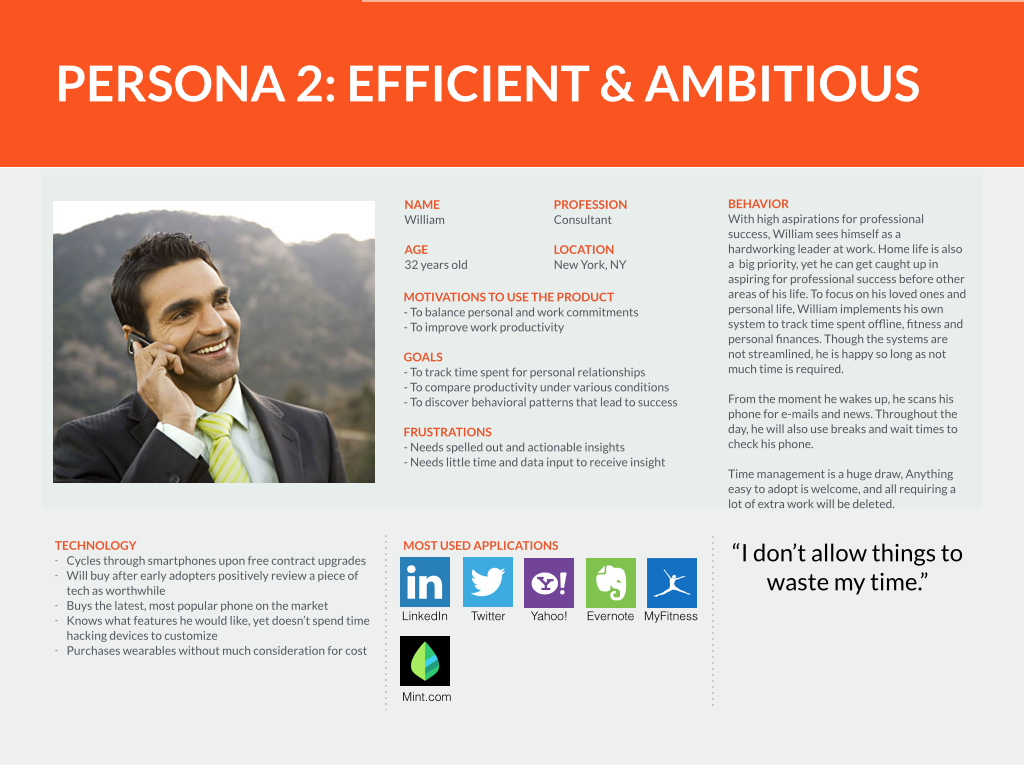 PERSONA 2: EFFICIENT & AMBITIOUS
NAME
William
PROFESSION
Consultant
AGE
32 years old
LOCATION
New York, NY
MOTIVATIONS TO USE THE PRODUCT
- To balance personal and work commitments
- To improve work productivity
GOALS
- To track time spent for personal relationships
- To compare productivity under various conditions
- To discover behavioral patterns that lead to success
FRUSTRATIONS
- Needs spelled out and actionable insights
- Needs little time and data input to receive insight
BEHAVIOR
With high aspirations for professional
success, William sees himself as a
hardworking leader at work. Home life is also
a big priority, yet he can get caught up in
aspiring for professional success before other
areas of his life. To focus on his loved ones and
personal life, William implements his own
system to track time spent offline, fitness and
personal finances. Though the systems are
not streamlined, he is happy so long as not
much time is required.
From the moment he wakes up, he scans his
phone for e-mails and news. Throughout the
day, he will also use breaks and wait times to
check his phone.
Time management is a huge draw, Anything
easy to adopt is welcome, and all requiring a
lot of extra work will be deleted.
TECHNOLOGY
- Cycles through smartphones upon free contract upgrades
- Will buy after early adopters positively review a piece of
tech as worthwhile
- Buys the latest, most popular phone on the market
- Knows what features he would like, yet doesn't spend time
hacking devices to customize
- Purchases wearables without much consideration for cost
MOST USED APPLICATIONS
in
Y!
LinkedIn
Twitter
Yahoo!
Evernote
MyFitness
Mint.com
“I don’t allow things to
waste my time.”